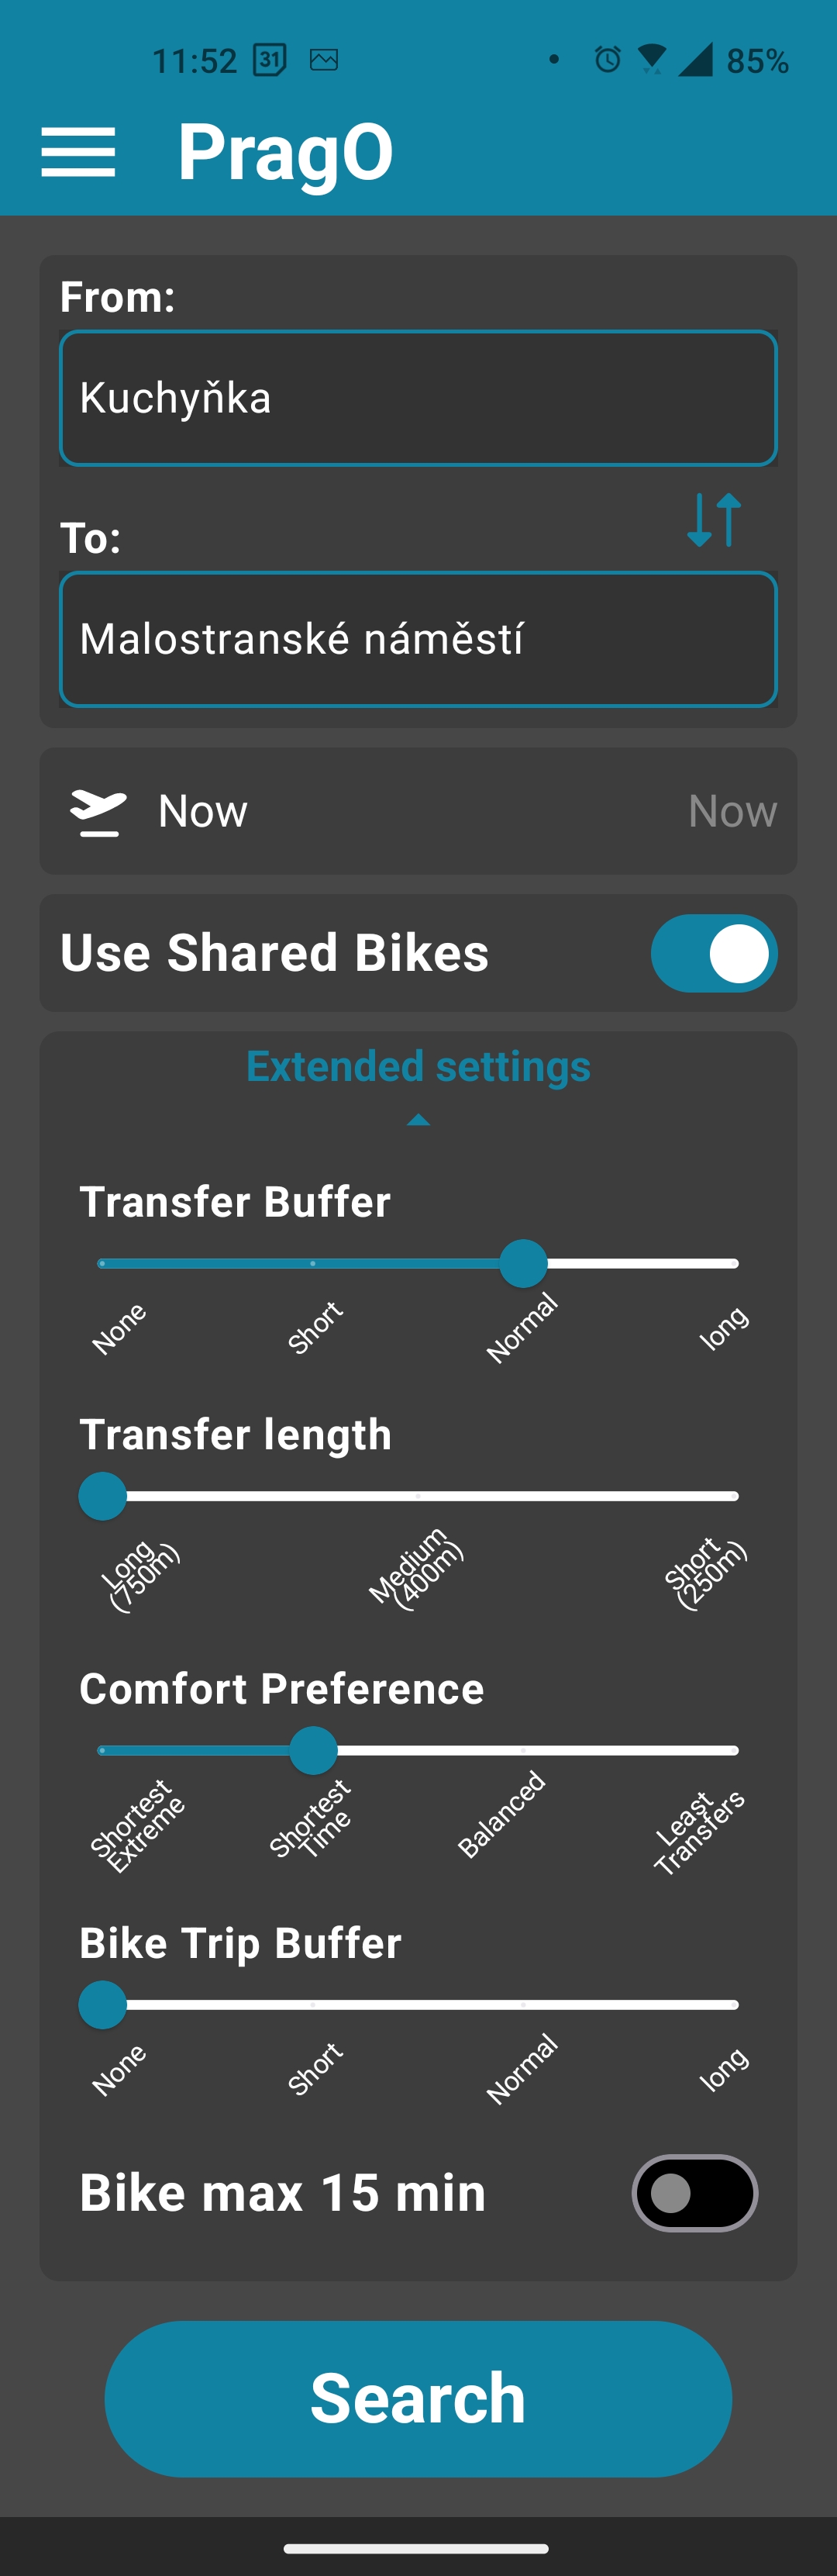 11:52 31 85%
PragO
From:
Kuchyňka
To:
Malostranské náměstí
Now Now
Use Shared Bikes
Extended settings
Transfer Buffer
None Short Normal long
Transfer length
Long
(750m)
Medium
(400m)
Short
(250m)
Comfort Preference
Shortest
Extreme
Shortest
Time
Balanced
Least
Transfers
Bike Trip Buffer
None Short Normal long
Bike max 15 min
Search